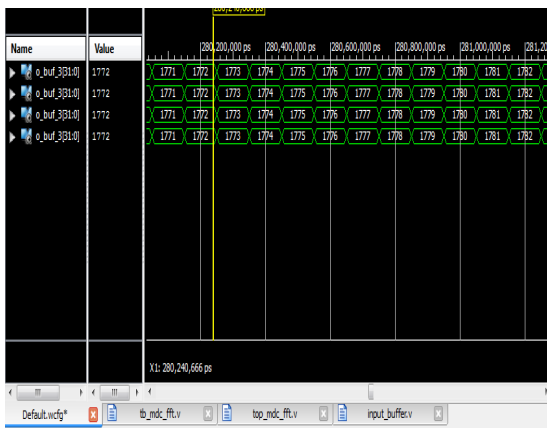 Name Value 280,200,000 ps 280,400,000 ps 280,600,000 ps 280,800,000 ps 281,000,000 ps 281,20
o_buf_3[31:0] 1772 1771 1772 1773 1774 1775 1776 1777 1778 1779 1780 1781 1782
o_buf_3[31:0] 1772 1771 1772 1773 1774 1775 1776 1777 1778 1779 1780 1781 1782
o_buf_3[31:0] 1772 1771 1772 1773 1774 1775 1776 1777 1778 1779 1780 1781 1782
o_buf_3[31:0] 1772 1771 1772 1773 1774 1775 1776 1777 1778 1779 1780 1781 1782
X1: 280,240,666 ps
Default.wcfg* tb_mdc_fft.v top_mdc_fft.v input_buffer.v